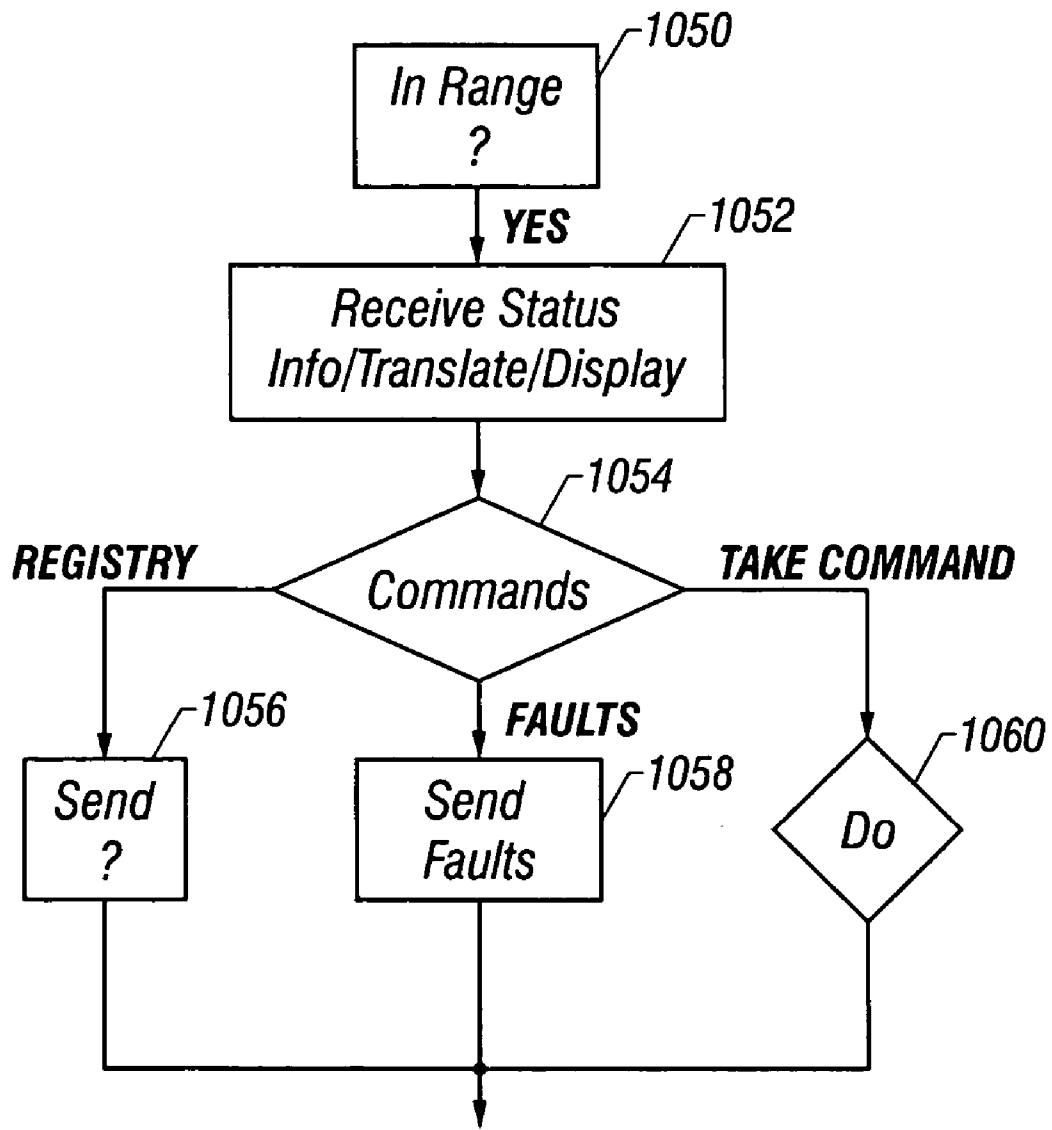 1050
In Range
?
YES
1052
Receive Status
Info/Translate/Display
1054
REGISTRY
Commands
TAKE COMMAND
1056
FAULTS
1060
Send
?
1058
Send
Faults
Do